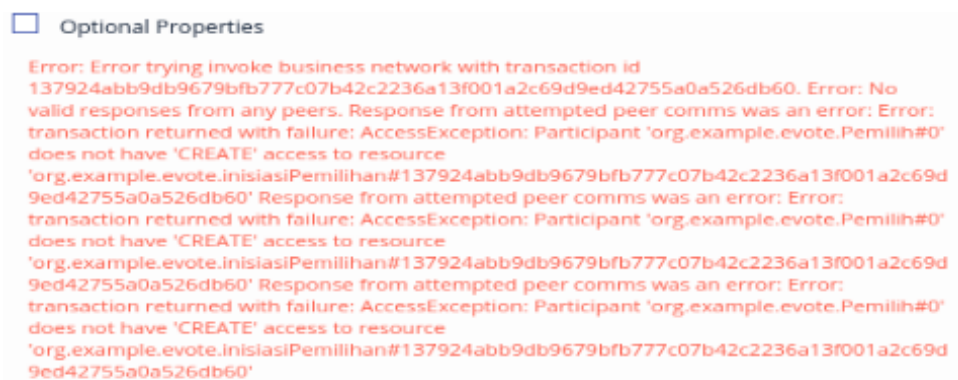 Optional Properties
Error: Error trying invoke business network with transaction id
137924abb9db9679bfb777c07b42c2236a13f001a2c69d9ed42755a0a526db60. Error: No
valid responses from any peers. Response from attempted peer comms was an error: Error:
transaction returned with failure: AccessException: Participant 'org.example.evote.Pemilih#0'
does not have 'CREATE' access to resource
'org.example.evote.inisiasiPemilihan#137924abb9db9679bfb777c07b42c2236a13f001a2c69d
9ed42755a0a526db60' Response from attempted peer comms was an error: Error:
transaction returned with failure: AccessException: Participant 'org.example.evote.Pemilih#0'
does not have 'CREATE' access to resource
'org.example.evote.inisiasiPemilihan#137924abb9db9679bfb777c07b42c2236a13f001a2c69d
9ed42755a0a526db60' Response from attempted peer comms was an error: Error:
transaction returned with failure: AccessException: Participant 'org.example.evote.Pemilih#0'
does not have 'CREATE' access to resource
'org.example.evote.inisiasiPemilihan#137924abb9db9679bfb777c07b42c2236a13f001a2c69d
9ed42755a0a526db60'